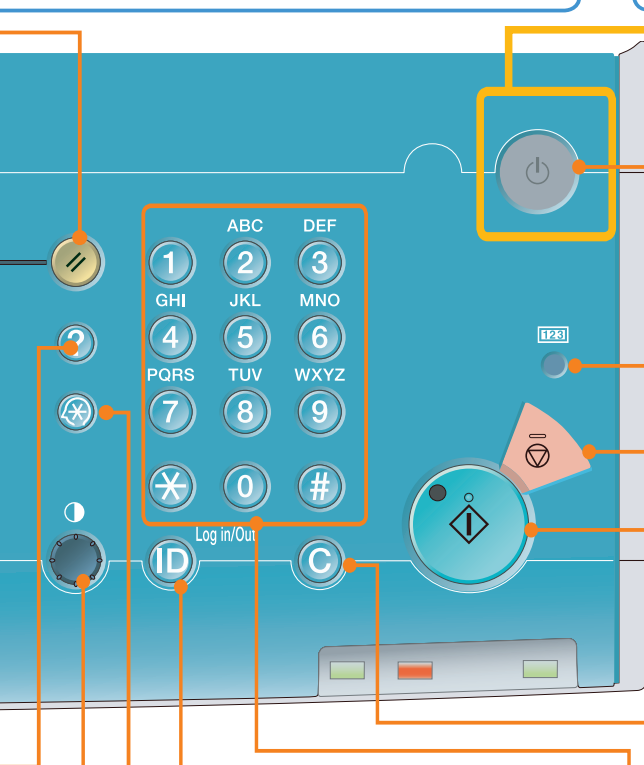 ABC DEF
1 2 3
GHI JKL MNO
4 5 6
?
123
PQRS TUV WXYZ
7 8 9
0 #
Log in/Out
ID C